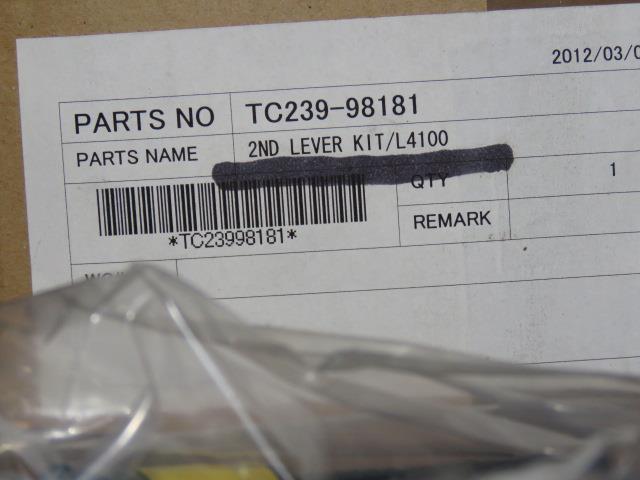 2012/03/0
PARTS NO TC239-98181
PARTS NAME 2ND LEVER KIT/L4100
QTY 1
*TC23998181* REMARK